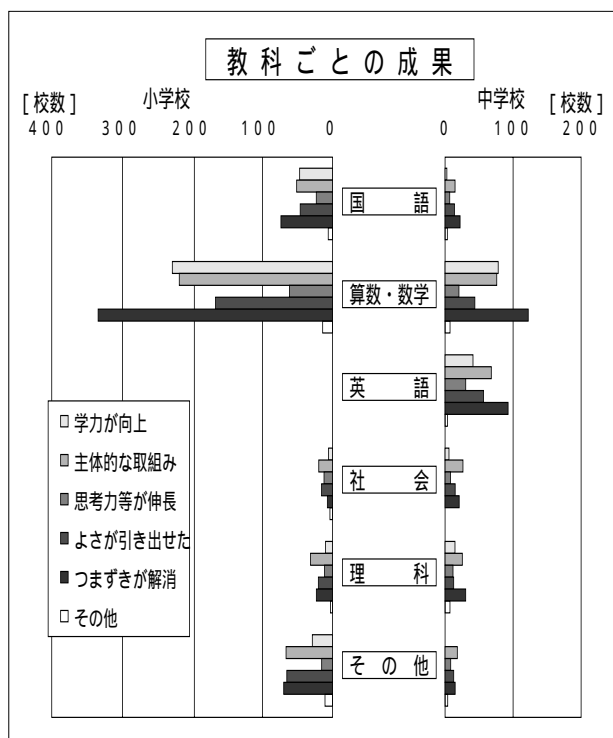 教科ごとの成果
[校数] 小学校 中学校 [校数]
400 300 200 100 0 0 100 200
国語
算数・数学
英語
社会
理科
その他
□学力が向上
□主体的な取組み
□思考力等が伸長
□よさが引き出せた
□つまずきが解消
□その他